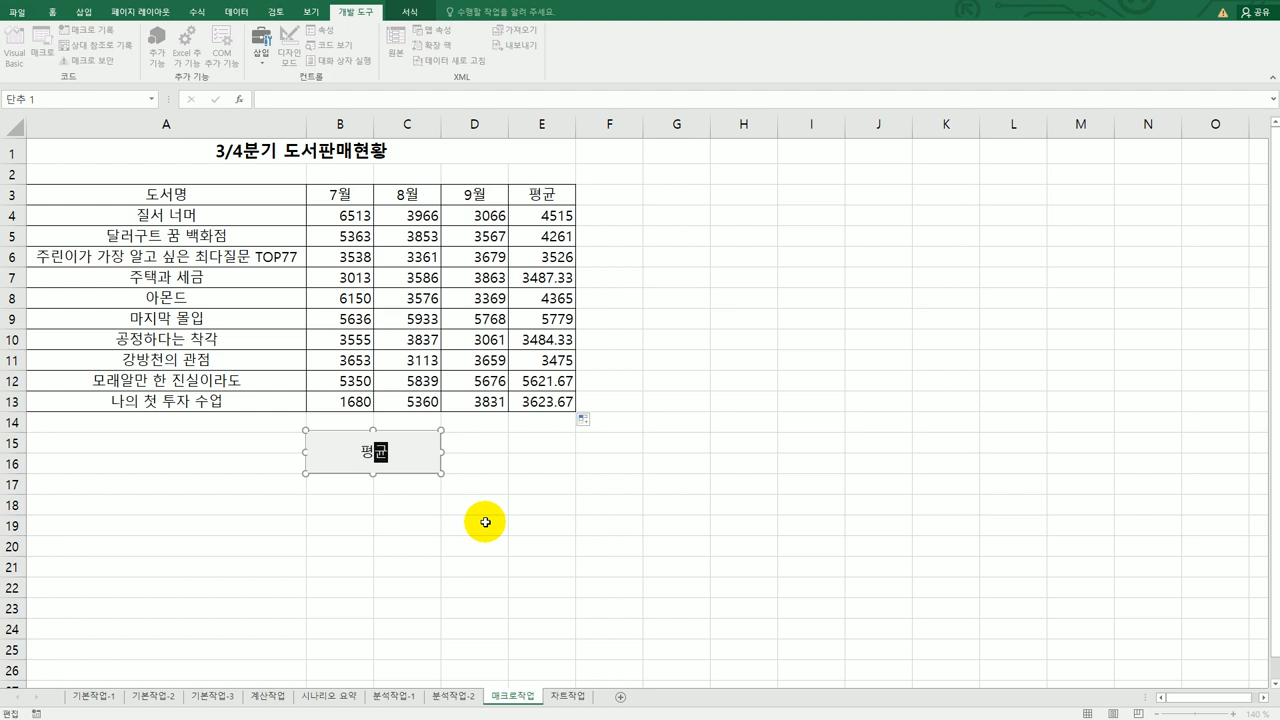 파일 홈 삽입 페이지 레이아웃 수식 데이터 검토 보기 개발 도구 서식 수행할 작업을 알려 주세요. 공유
Visual Basic 매크로 매크로 기록 상대 참조로 기록 매크로 보안 추가 기능 Excel 추가 기능 COM 추가 기능 삽입 디자인 모드 속성 코드 보기 대화 상자 실행 원본 맵 속성 확장 팩 데이터 새로 고침 가져오기 내보내기
코드 추가 기능 컨트롤 XML
단추 1 fx
A B C D E F G H I J K L M N O
1 3/4분기 도서판매현황
2
3 도서명 7월 8월 9월 평균
4 질서 너머 6513 3966 3066 4515
5 달러구트 꿈 백화점 5363 3853 3567 4261
6 주린이가 가장 알고 싶은 최다질문 TOP77 3538 3361 3679 3526
7 주택과 세금 3013 3586 3863 3487.33
8 아몬드 6150 3576 3369 4365
9 마지막 몰입 5636 5933 5768 5779
10 공정하다는 착각 3555 3837 3061 3484.33
11 강방천의 관점 3653 3113 3659 3475
12 모래알만 한 진실이라도 5350 5839 5676 5621.67
13 나의 첫 투자 수업 1680 5360 3831 3623.67
14
15 평균
16
17
18
19
20
21
22
23
24
25
26
기본작업-1 기본작업-2 기본작업-3 계산작업 시나리오 요약 분석작업-1 분석작업-2 매크로작업 차트작업
편집 140 %